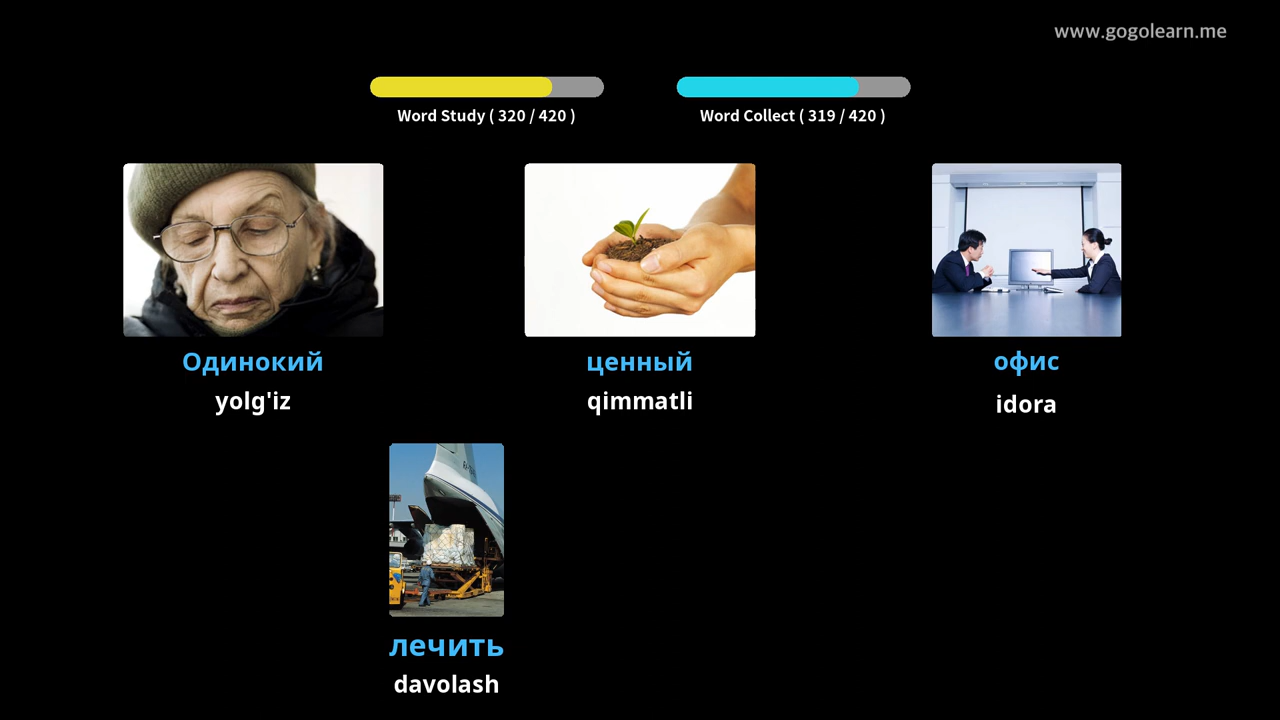 www.gogolearn.me
Word Study ( 320 / 420 )
Word Collect ( 319 / 420 )
Одинокий
yolg'iz
ценный
qimmatli
офис
idora
лечить
davolash